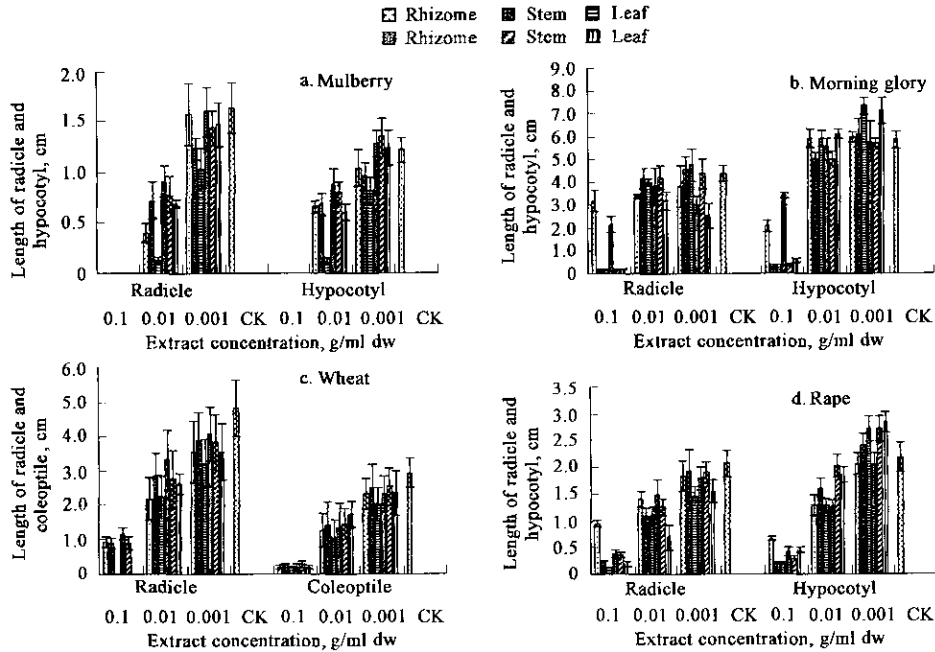 Rhizome Stem Leaf
Rhizome Stem Leaf
a. Mulberry
Length of radicle and
hypocotyl, cm
2.0
1.5
1.0
0.5
0
Radicle Hypocotyl
0.1 0.01 0.001 CK 0.1 0.01 0.001 CK
Extract concentration, g/ml dw
b. Morning glory
Length of radicle and
hypocotyl, cm
9.0
8.0
7.0
6.0
5.0
4.0
3.0
2.0
1.0
0
Radicle Hypocotyl
0.1 0.01 0.001 CK 0.1 0.01 0.001 CK
Extract concentration, g/ml dw
c. Wheat
Length of radicle and
coleoptile, cm
6.0
5.0
4.0
3.0
2.0
1.0
0
Radicle Coleoptile
0.1 0.01 0.001 CK 0.1 0.01 0.001 CK
Extract concentration, g/ml dw
d. Rape
Length of radicle and
hypocotyl, cm
3.5
3.0
2.5
2.0
1.5
1.0
0.5
0
Radicle Hypocotyl
0.1 0.01 0.001 CK 0.1 0.01 0.001 CK
Extract concentration, g/ml dw